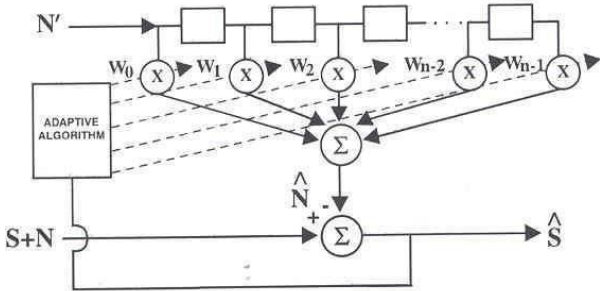 N'
W0 W1 W2 Wn-2 Wn-1
X X X X X
ADAPTIVE
ALGORITHM
Σ
N̂
+ -
S+N Σ Ŝ